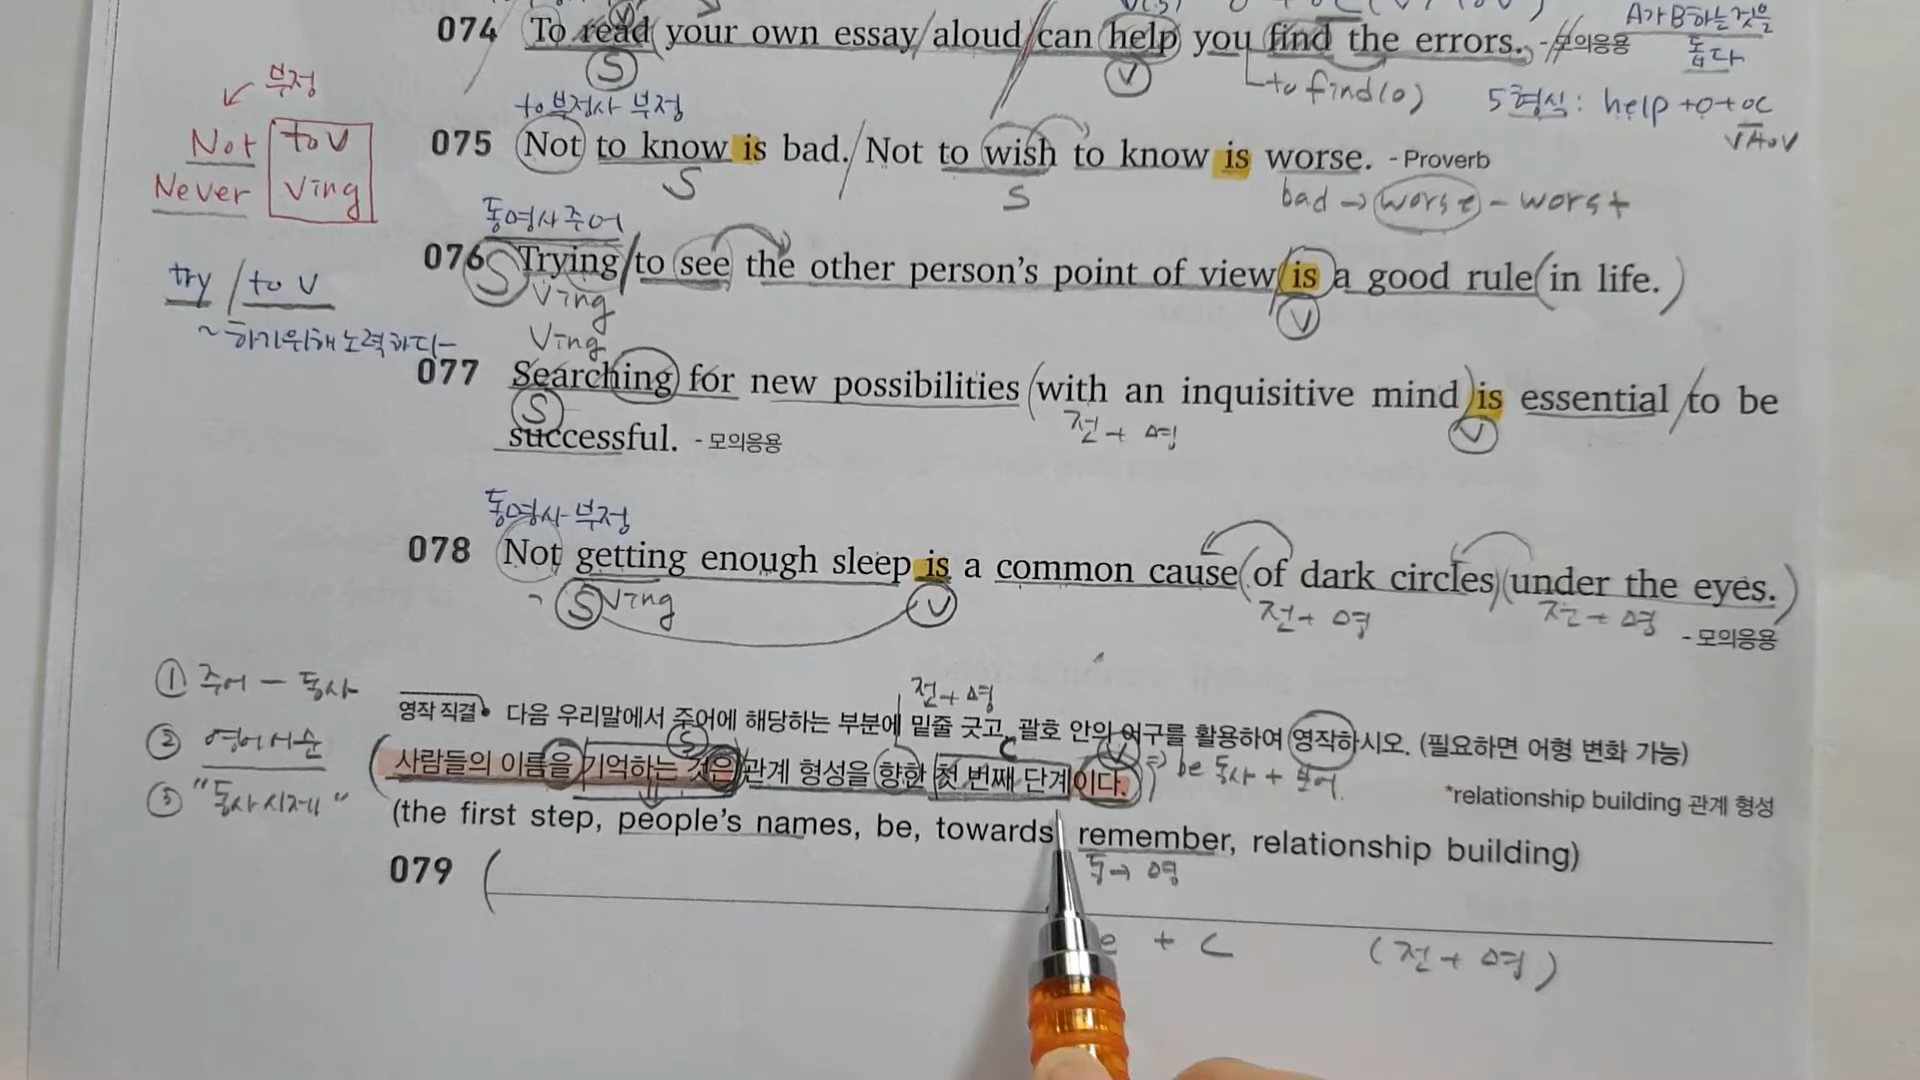 A가 B하는것을
돕다
074 To read your own essay aloud can help you find the errors. - 모의응용
S V to find(o) 5형식: help+o+oc
부정 to부정사 부정
Not to V
Never Ving
075 Not to know is bad. Not to wish to know is worse. - Proverb
S S bad → worse - worst
동명사주어
076 Trying to see the other person's point of view is a good rule in life.
S Ving V
try / to V
~하기위해노력하다
Ving
077 Searching for new possibilities with an inquisitive mind is essential to be
S 전+명 V
successful. - 모의응용
동명사 부정
078 Not getting enough sleep is a common cause of dark circles under the eyes.
S Ving V 전+명 전+명 - 모의응용
① 주어 - 동사
② 영어어순
③ "동사시제"
전+명
영작 직결 다음 우리말에서 주어에 해당하는 부분에 밑줄 긋고, 괄호 안의 어구를 활용하여 영작하시오. (필요하면 어형 변화 가능)
S C V
사람들의 이름을 기억하는 것은 관계 형성을 향한 첫 번째 단계이다. ⇒ be동사 + 보어
*relationship building 관계 형성
(the first step, people's names, be, towards, remember, relationship building)
동→명
079
+ C (전+명)